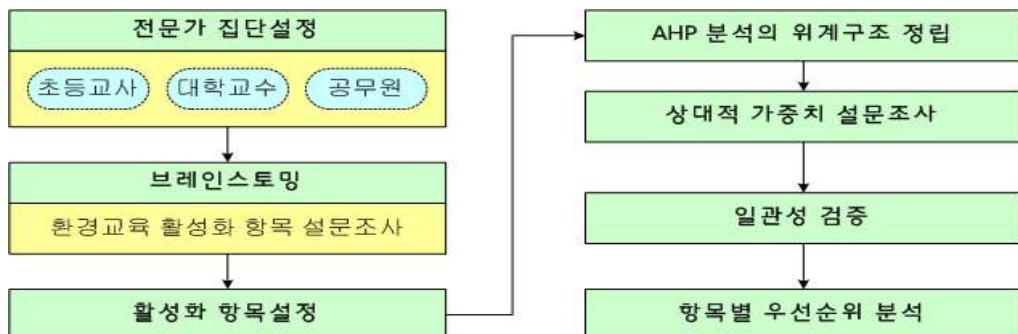 전문가 집단설정
초등교사 대학교수 공무원
브레인스토밍
환경교육 활성화 항목 설문조사
활성화 항목설정
AHP 분석의 위계구조 정립
상대적 가중치 설문조사
일관성 검증
항목별 우선순위 분석